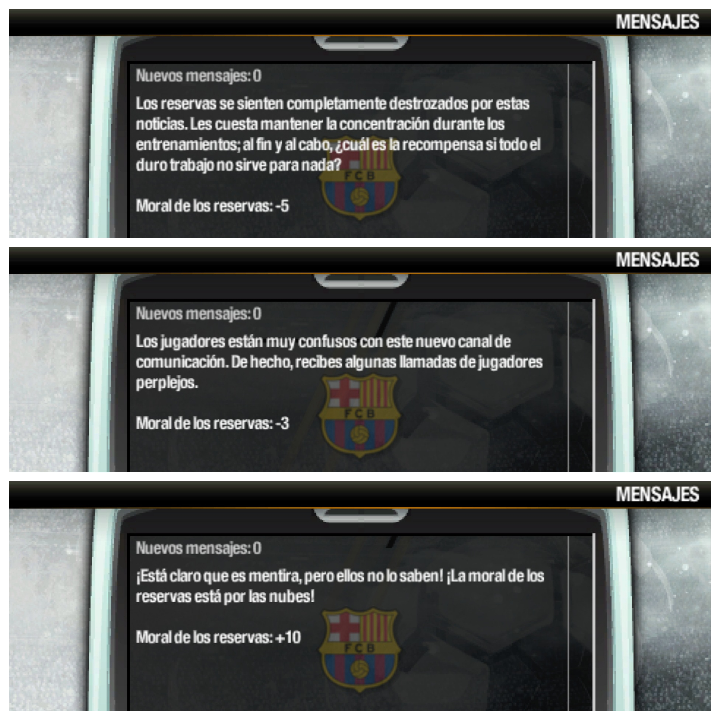 MENSAJES
Nuevos mensajes: 0
Los reservas se sienten completamente destrozados por estas
noticias. Les cuesta mantener la concentración durante los
entrenamientos; al fin y al cabo, ¿cuál es la recompensa si todo el
duro trabajo no sirve para nada?
Moral de los reservas: -5
FCB
MENSAJES
Nuevos mensajes: 0
Los jugadores están muy confusos con este nuevo canal de
comunicación. De hecho, recibes algunas llamadas de jugadores
perplejos.
Moral de los reservas: -3
FCB
MENSAJES
Nuevos mensajes: 0
¡Está claro que es mentira, pero ellos no lo saben! ¡La moral de los
reservas está por las nubes!
Moral de los reservas: +10
FCB